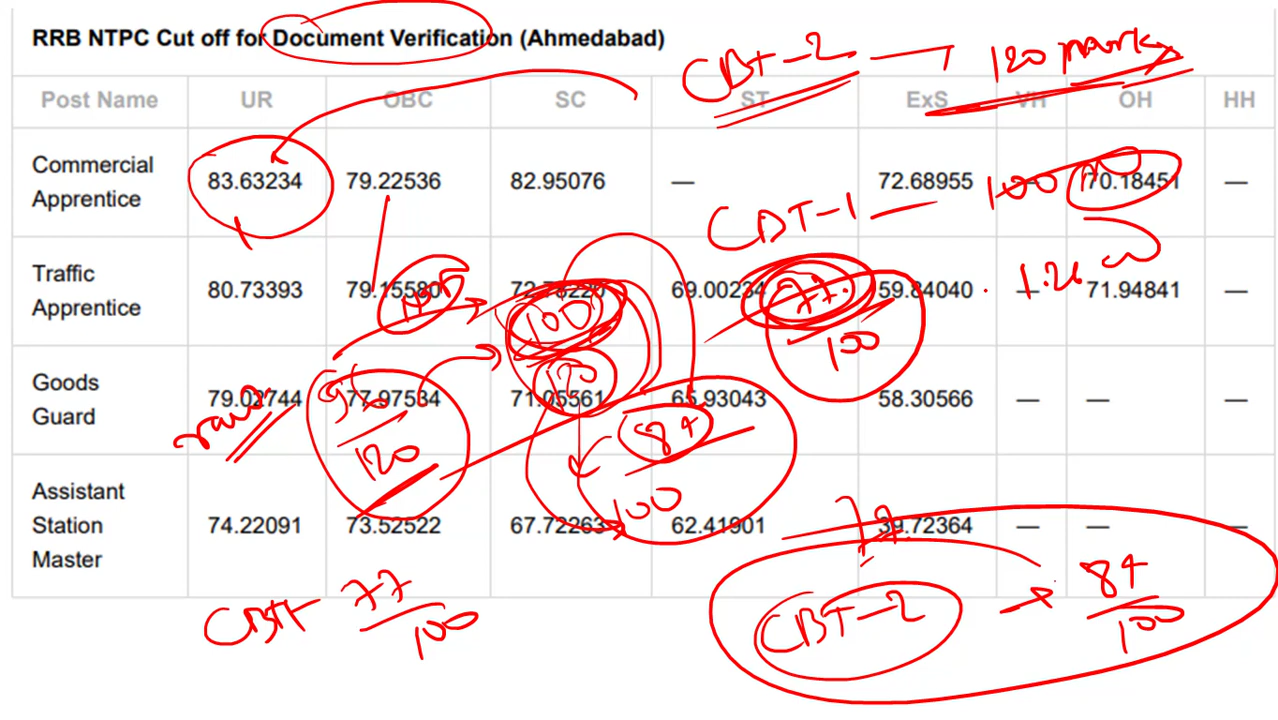 RRB NTPC Cut off for Document Verification (Ahmedabad)
CBT-2 → 120 marks
Post Name UR OBC SC ST ExS VH OH HH
Commercial Apprentice 83.63234 79.22536 82.95076 — 72.68955 — 70.18451 —
CBT-1 — 100
Traffic Apprentice 80.73393 79.15580 69.00234 59.84040 — 71.94841 —
100 77. 1.26
100
Goods Guard 79.02744 77.97534 71.05561 65.93043 58.30566 — — —
raw 96 120 84
120 100
Assistant Station Master 74.22091 73.52522 67.72263 62.41901 39.72364 — — —
77.
77 CBT-2 → 84
100 100